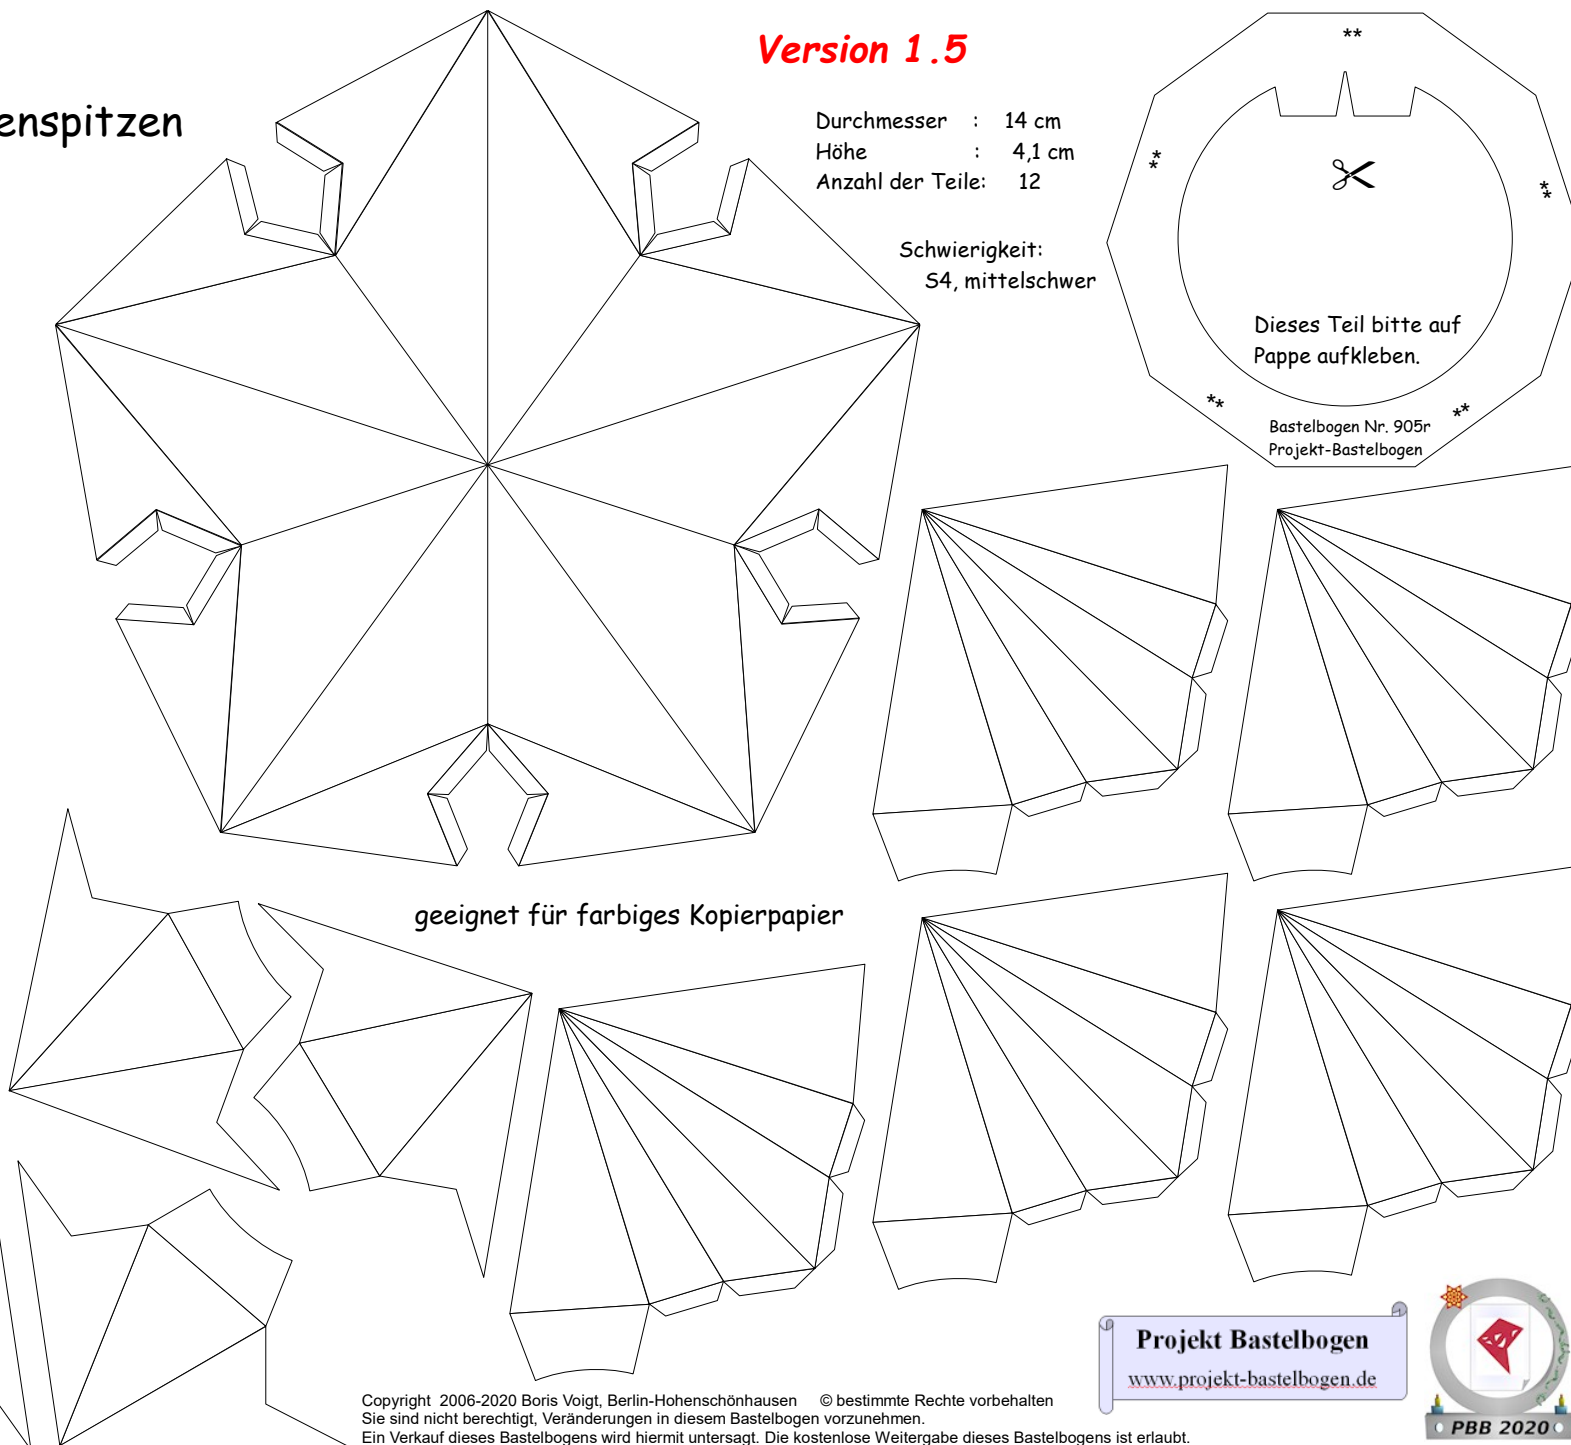 Version 1.5
enspitzen
Durchmesser : 14 cm
Höhe : 4,1 cm
Anzahl der Teile: 12
Schwierigkeit:
S4, mittelschwer
**
**
**
Dieses Teil bitte auf
Pappe aufkleben.
**
**
Bastelbogen Nr. 905r
Projekt-Bastelbogen
geeignet für farbiges Kopierpapier
Projekt Bastelbogen
www.projekt-bastelbogen.de
PBB 2020
Copyright 2006-2020 Boris Voigt, Berlin-Hohenschönhausen © bestimmte Rechte vorbehalten
Sie sind nicht berechtigt, Veränderungen in diesem Bastelbogen vorzunehmen.
Ein Verkauf dieses Bastelbogens wird hiermit untersagt. Die kostenlose Weitergabe dieses Bastelbogens ist erlaubt.